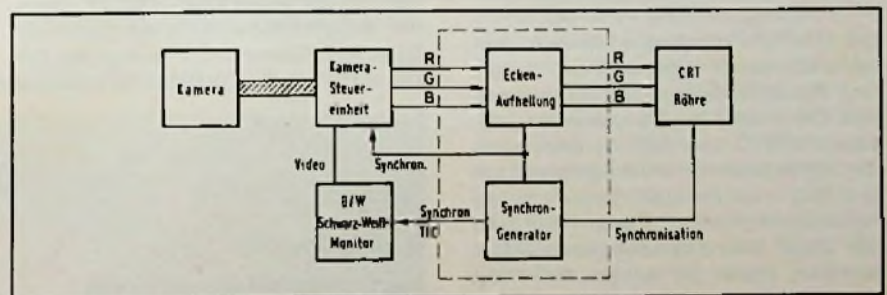 Kamera
Kamera-
Steuer-
einheit
R
G
B
Ecken-
Aufhellung
R
G
B
CRT
Röhre
Video
Synchron.
B/W
Schwarz-Weiß-
Monitor
Synchron
Synchron-
Generator
Synchronisation